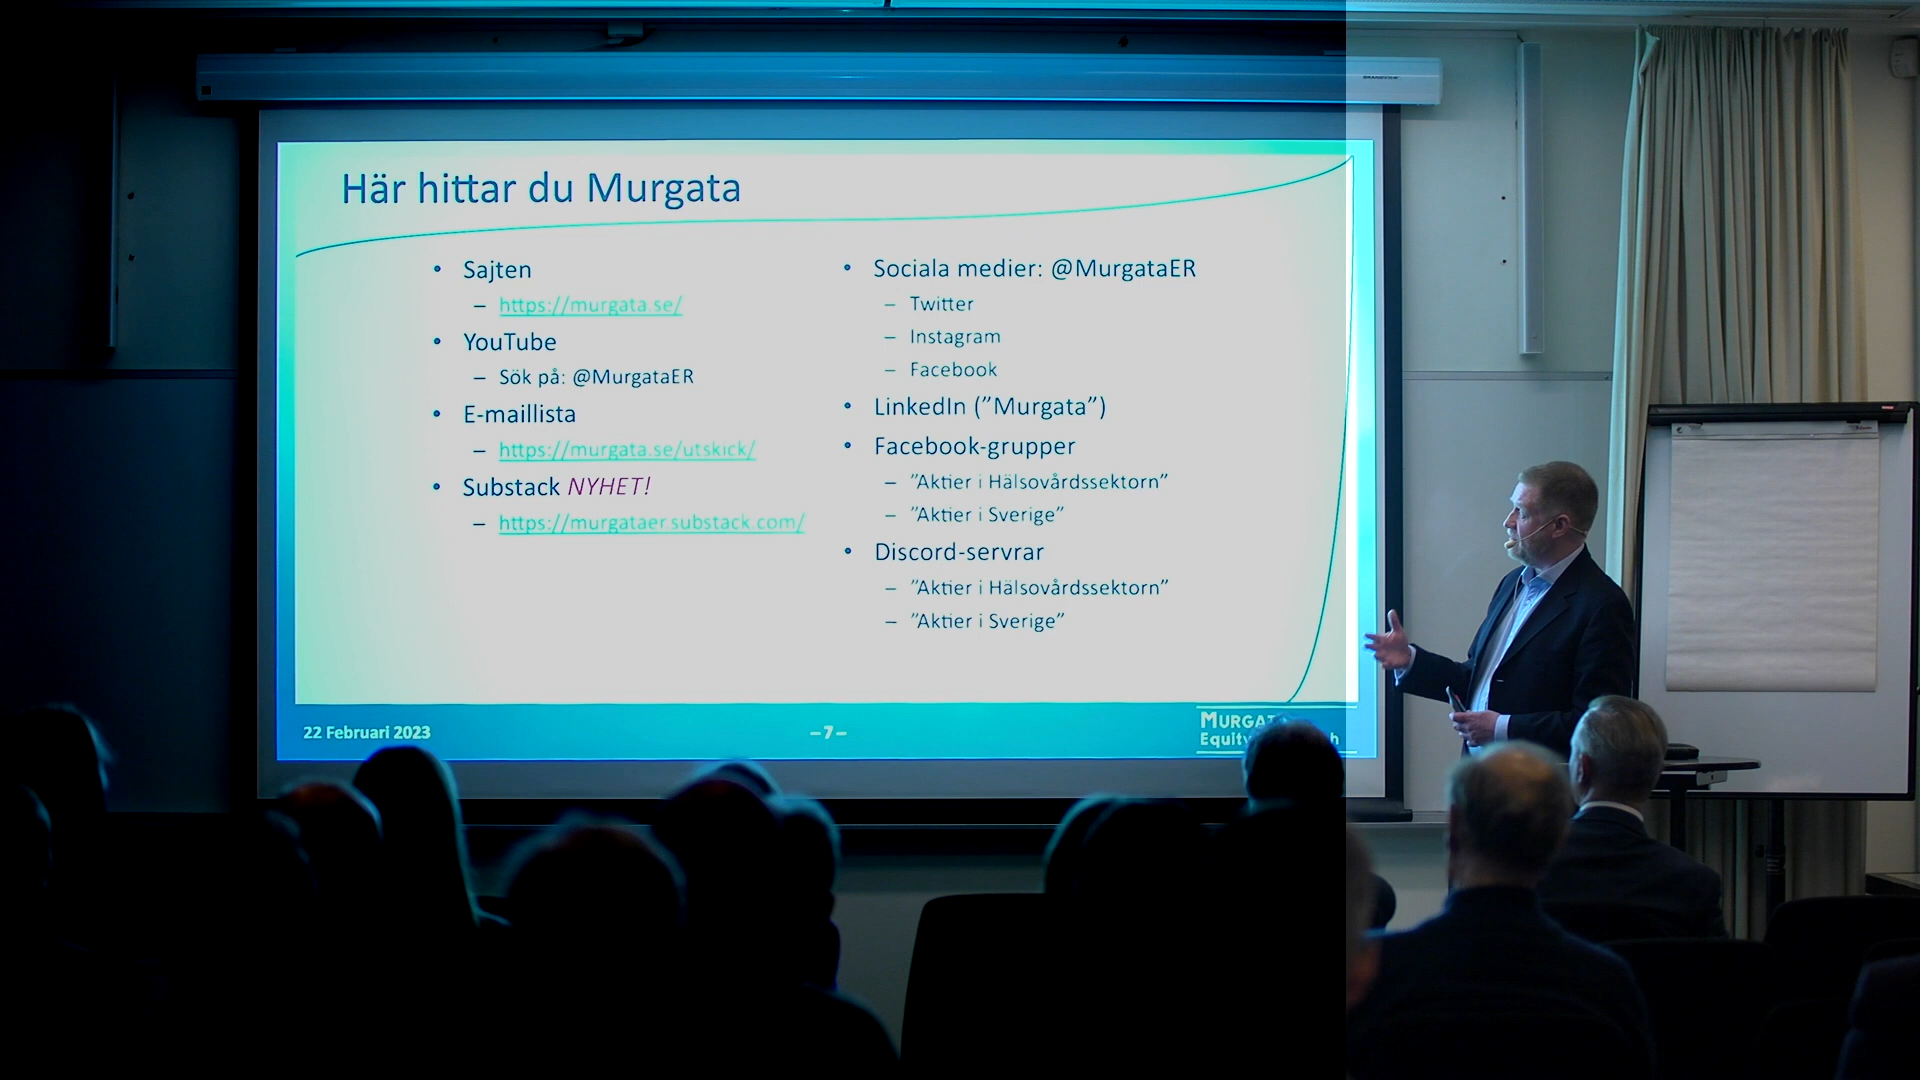 Här hittar du Murgata
• Sajten
– https://murgata.se/
• YouTube
– Sök på: @MurgataER
• E-maillista
– https://murgata.se/utskick/
• Substack NYHET!
– https://murgataer.substack.com/
• Sociala medier: @MurgataER
– Twitter
– Instagram
– Facebook
• LinkedIn (”Murgata”)
• Facebook-grupper
– ”Aktier i Hälsovårdssektorn”
– ”Aktier i Sverige”
• Discord-servrar
– ”Aktier i Hälsovårdssektorn”
– ”Aktier i Sverige”
22 Februari 2023
–7–